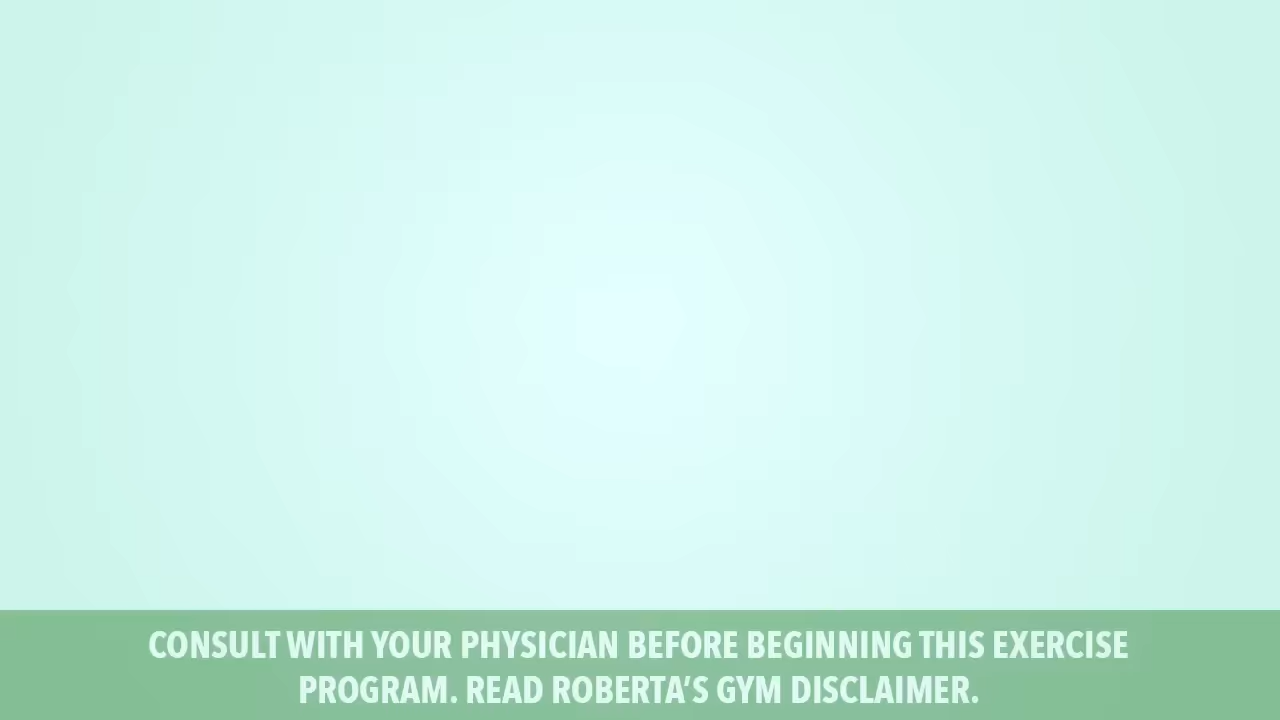 CONSULT WITH YOUR PHYSICIAN BEFORE BEGINNING THIS EXERCISE
PROGRAM. READ ROBERTA’S GYM DISCLAIMER.